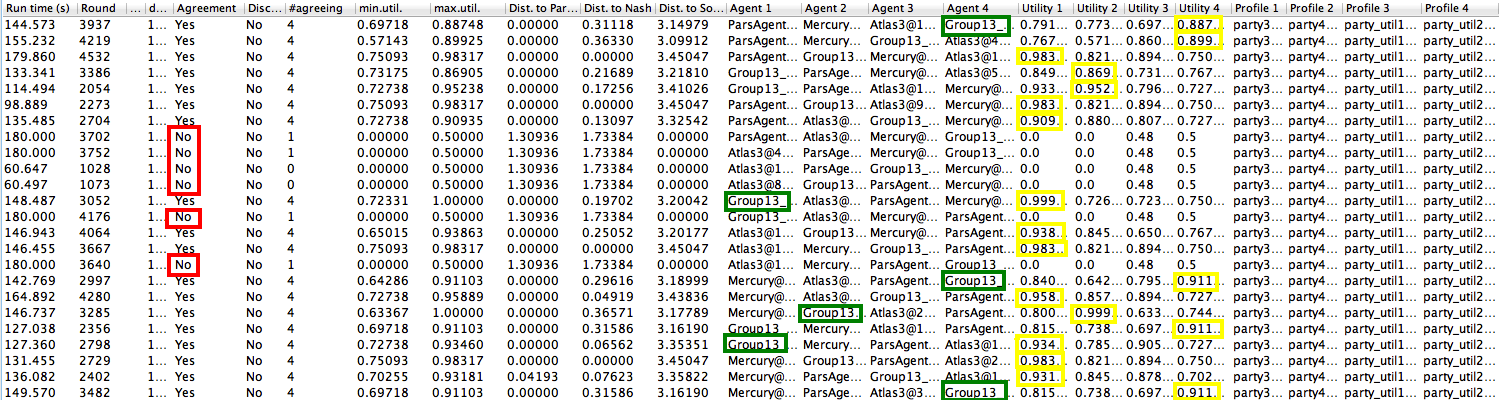 Run time (s) Round ... d... Agreement Disc... #agreeing min.util. max.util. Dist. to Par... Dist. to Nash Dist. to So... Agent 1 Agent 2 Agent 3 Agent 4 Utility 1 Utility 2 Utility 3 Utility 4 Profile 1 Profile 2 Profile 3 Profile 4
144.573 3937 1... Yes No 4 0.69718 0.88748 0.00000 0.31118 3.14979 ParsAgent... Mercury... Atlas3@1... Group13_... 0.791... 0.773... 0.697... 0.887... party3... party4... party_util1... party_util2...
155.232 4219 1... Yes No 4 0.57143 0.89925 0.00000 0.36330 3.09912 ParsAgent... Mercury... Group13_... Atlas3@4... 0.767... 0.571... 0.860... 0.899... party3... party4... party_util1... party_util2...
179.860 4532 1... Yes No 4 0.75093 0.98317 0.00000 0.00000 3.45047 ParsAgent... Group13... Mercury@... Atlas3@1... 0.983... 0.821... 0.894... 0.750... party3... party4... party_util1... party_util2...
133.341 3386 1... Yes No 4 0.73175 0.86905 0.00000 0.21689 3.21810 Group13_... ParsAge... Mercury@... Atlas3@5... 0.849... 0.869... 0.731... 0.767... party3... party4... party_util1... party_util2...
114.494 2054 1... Yes No 4 0.72738 0.95238 0.00000 0.17256 3.41026 Group13_... ParsAge... Atlas3@1... Mercury@... 0.933... 0.952... 0.796... 0.727... party3... party4... party_util1... party_util2...
98.889 2273 1... Yes No 4 0.75093 0.98317 0.00000 0.00000 3.45047 ParsAgent... Group13... Atlas3@9... Mercury@... 0.983... 0.821... 0.894... 0.750... party3... party4... party_util1... party_util2...
135.485 2704 1... Yes No 4 0.72738 0.90935 0.00000 0.13097 3.32542 ParsAgent... Atlas3@... Group13_... Mercury@... 0.909... 0.880... 0.807... 0.727... party3... party4... party_util1... party_util2...
180.000 3702 1... No No 1 0.00000 0.50000 1.30936 1.73384 0.00000 ParsAgent... Atlas3@... Mercury@... Group13_... 0.0 0.0 0.48 0.5 party3... party4... party_util1... party_util2...
180.000 3752 1... No No 1 0.00000 0.50000 1.30936 1.73384 0.00000 Atlas3@4... ParsAge... Mercury@... Group13_... 0.0 0.0 0.48 0.5 party3... party4... party_util1... party_util2...
60.647 1028 1... No No 0 0.00000 0.50000 1.30936 1.73384 0.00000 Atlas3@1... ParsAge... Group13_... Mercury@... 0.0 0.0 0.48 0.5 party3... party4... party_util1... party_util2...
60.497 1073 1... No No 0 0.00000 0.50000 1.30936 1.73384 0.00000 Atlas3@8... Group13... ParsAgent... Mercury@... 0.0 0.0 0.48 0.5 party3... party4... party_util1... party_util2...
148.487 3052 1... Yes No 4 0.72331 1.00000 0.00000 0.19702 3.20042 Group13_... Atlas3@... ParsAgent... Mercury@... 0.999... 0.726... 0.723... 0.750... party3... party4... party_util1... party_util2...
180.000 4176 1... No No 1 0.00000 0.50000 1.30936 1.73384 0.00000 Group13_... Atlas3@... Mercury@... ParsAgent... 0.0 0.0 0.48 0.5 party3... party4... party_util1... party_util2...
146.943 4064 1... Yes No 4 0.65015 0.93863 0.00000 0.25052 3.20177 Atlas3@1... Group13... Mercury@... ParsAgent... 0.938... 0.845... 0.650... 0.767... party3... party4... party_util1... party_util2...
146.455 3667 1... Yes No 4 0.75093 0.98317 0.00000 0.00000 3.45047 Atlas3@1... Mercury... Group13_... ParsAgent... 0.983... 0.821... 0.894... 0.750... party3... party4... party_util1... party_util2...
180.000 3640 1... No No 1 0.00000 0.50000 1.30936 1.73384 0.00000 Atlas3@1... Mercury... ParsAgent... Group13_... 0.0 0.0 0.48 0.5 party3... party4... party_util1... party_util2...
142.769 2997 1... Yes No 4 0.64286 0.91103 0.00000 0.29616 3.18999 Mercury@... Atlas3@... ParsAgent... Group13_... 0.840... 0.642... 0.795... 0.911... party3... party4... party_util1... party_util2...
164.892 4280 1... Yes No 4 0.72738 0.95889 0.00000 0.04919 3.43836 Mercury@... Atlas3@... Group13_... ParsAgent... 0.958... 0.857... 0.894... 0.727... party3... party4... party_util1... party_util2...
146.737 3285 1... Yes No 4 0.63367 1.00000 0.00000 0.36571 3.17789 Mercury@... Group13... Atlas3@2... ParsAgent... 0.800... 0.999... 0.633... 0.744... party3... party4... party_util1... party_util2...
127.038 2356 1... Yes No 4 0.69718 0.91103 0.00000 0.31586 3.16190 Group13_... Mercury... Atlas3@1... ParsAgent... 0.815... 0.738... 0.697... 0.911... party3... party4... party_util1... party_util2...
127.360 2798 1... Yes No 4 0.72738 0.93460 0.00000 0.06562 3.35351 Group13_... Mercury... ParsAgent... Atlas3@1... 0.934... 0.785... 0.905... 0.727... party3... party4... party_util1... party_util2...
131.455 2729 1... Yes No 4 0.75093 0.98317 0.00000 0.00000 3.45047 Mercury@... Group13... ParsAgent... Atlas3@2... 0.983... 0.821... 0.894... 0.750... party3... party4... party_util1... party_util2...
136.082 2402 1... Yes No 4 0.70255 0.93181 0.04193 0.07623 3.35822 Mercury@... ParsAge... Group13_... Atlas3@1... 0.931... 0.845... 0.878... 0.702... party3... party4... party_util1... party_util2...
149.570 3482 1... Yes No 4 0.69718 0.91103 0.00000 0.31586 3.16190 Mercury@... ParsAge... Atlas3@3... Group13_... 0.815... 0.738... 0.697... 0.911... party3... party4... party_util1... party_util2...